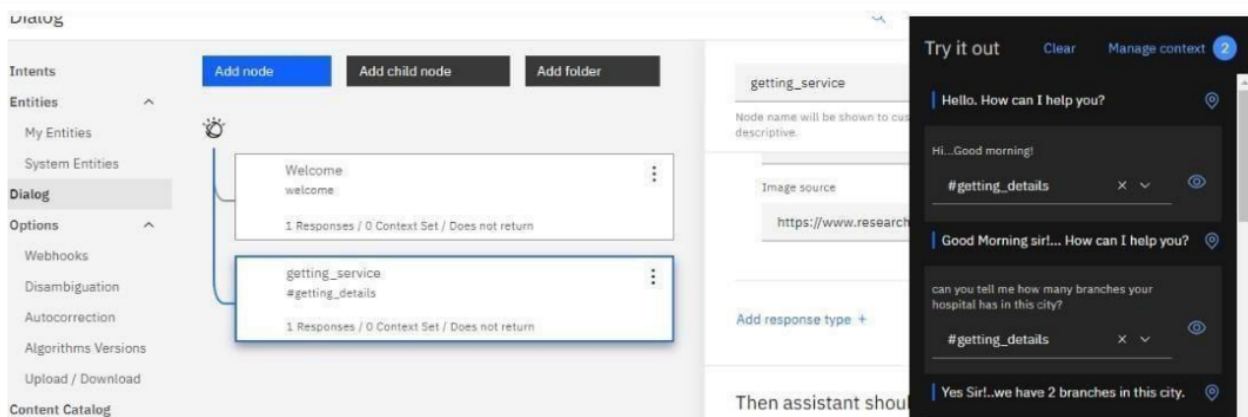 Dialog
Intents
Entities
My Entities
System Entities
Dialog
Options
Webhooks
Disambiguation
Autocorrection
Algorithms Versions
Upload / Download
Content Catalog
Add node
Add child node
Add folder
Welcome
welcome
1 Responses / 0 Context Set / Does not return
getting_service
#getting_details
1 Responses / 0 Context Set / Does not return
getting_service
Node name will be shown to cus
descriptive.
Image source
https://www.research
Add response type +
Then assistant shoul
Try it out
Clear
Manage context 2
Hello. How can I help you?
Hi...Good morning!
#getting_details
Good Morning sir!... How can I help you?
can you tell me how many branches your
hospital has in this city?
#getting_details
Yes Sir!..we have 2 branches in this city.